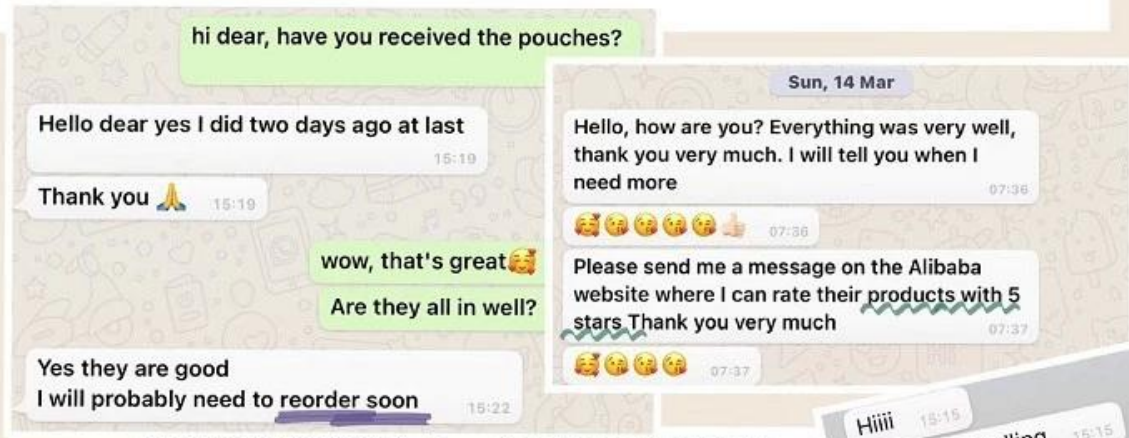 hi dear, have you received the pouches?
Hello dear yes I did two days ago at last
15:19
Thank you 🙏 15:19
wow, that's great🥰
Are they all in well?
Yes they are good
I will probably need to reorder soon
15:22
Sun, 14 Mar
Hello, how are you? Everything was very well,
thank you very much. I will tell you when I
need more
07:36
🥰😘😘😘😘👍🏻 07:36
Please send me a message on the Alibaba
website where I can rate their products with 5
stars Thank you very much
07:37
🥰😘😘😘 07:37
Hiiii 15:15
15:15